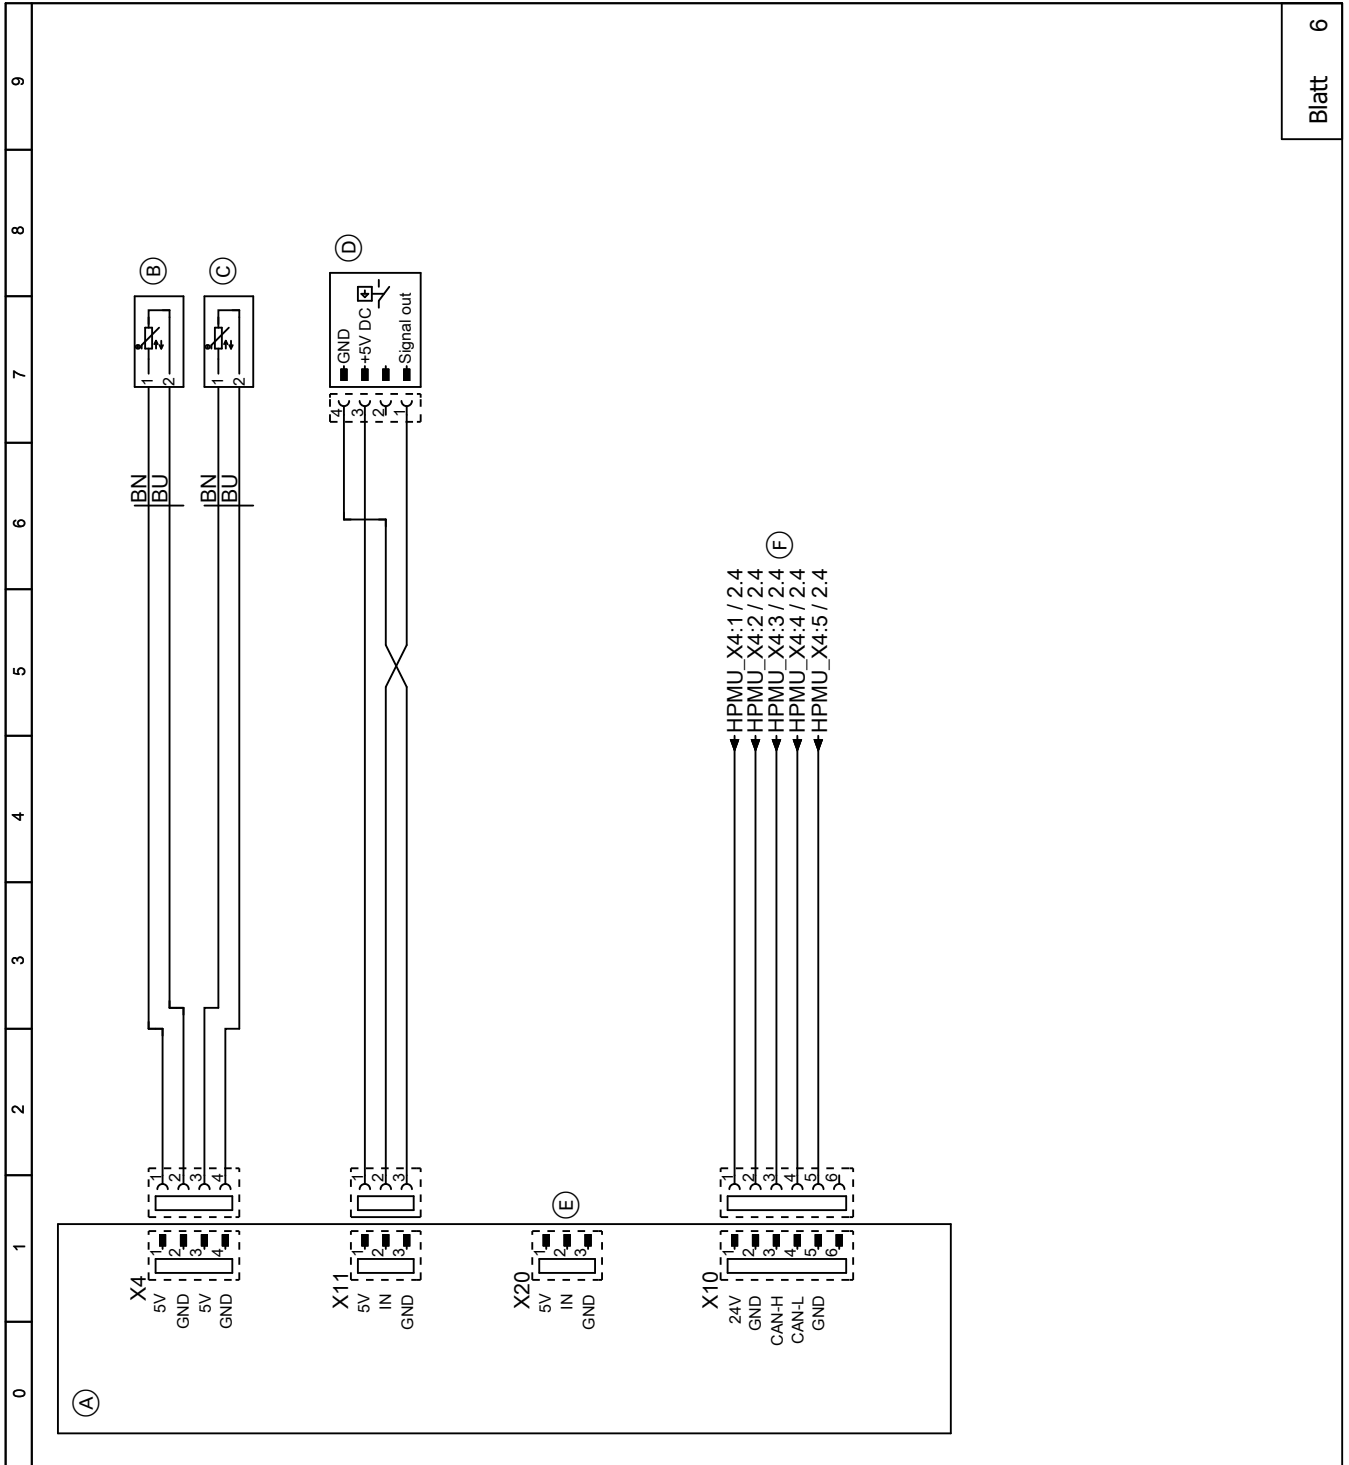 0 1 2 3 4 5 6 7 8 9
A
X4
5V
GND
5V
GND
1
2
3
4
1
2
3
4
BN
BU
BN
BU
1
2
1
2
B
C
X11
5V
IN
GND
1
2
3
1
2
3
4
3
2
1
GND
+5V DC
Signal out
D
X20
5V
IN
GND
1
2
3
E
X10
24V
GND
CAN-H
CAN-L
GND
1
2
3
4
5
6
1
2
3
4
5
6
HPMU_X4:1 / 2.4
HPMU_X4:2 / 2.4
HPMU_X4:3 / 2.4
HPMU_X4:4 / 2.4
HPMU_X4:5 / 2.4
F
Blatt 6